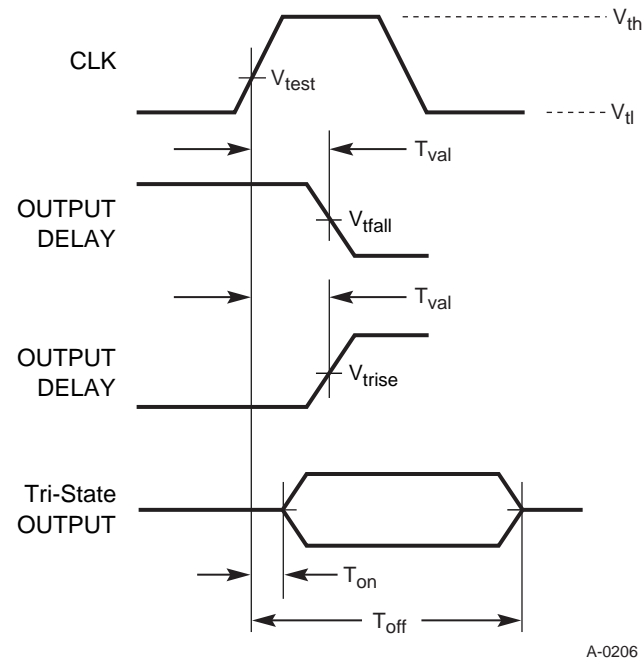 V_th
CLK
V_test
V_tl
T_val
OUTPUT
DELAY
V_tfall
T_val
OUTPUT
DELAY
V_trise
Tri-State
OUTPUT
T_on
T_off
A-0206